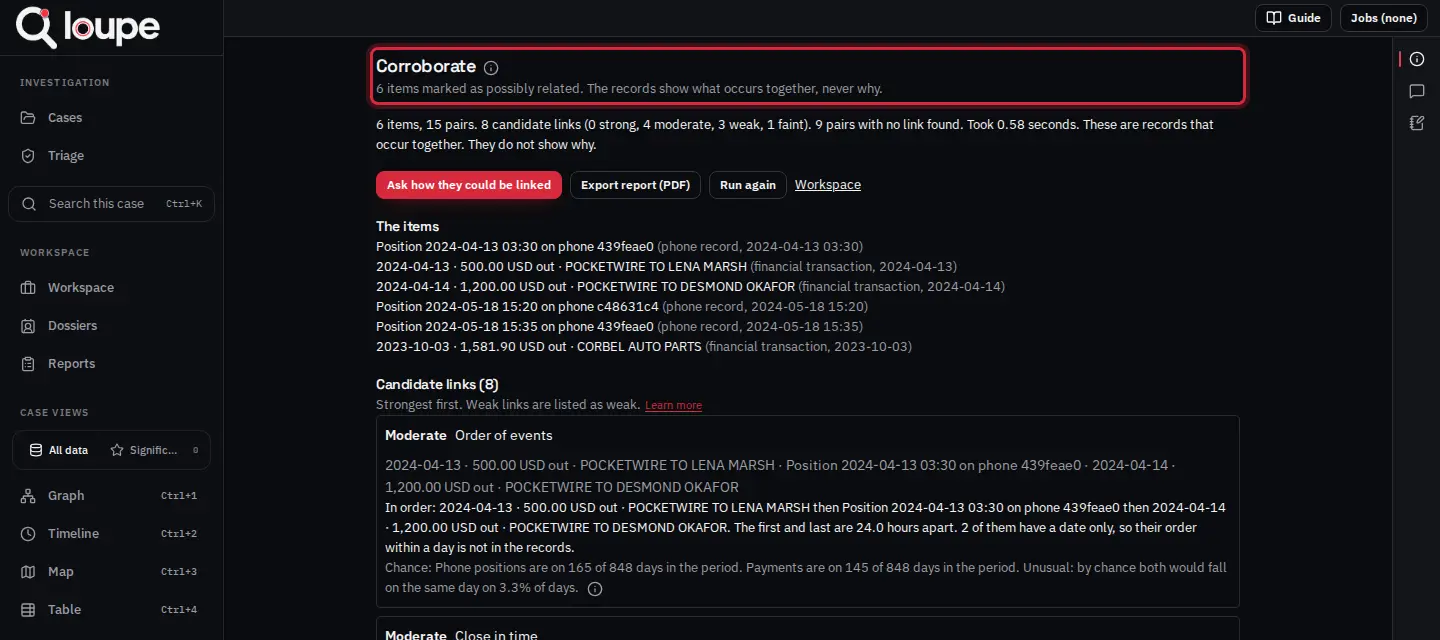 loupe
Guide
Jobs (none)
INVESTIGATION
Cases
Triage
Search this case Ctrl+K
WORKSPACE
Workspace
Dossiers
Reports
CASE VIEWS
All data
Signific... 0
Graph Ctrl+1
Timeline Ctrl+2
Map Ctrl+3
Table Ctrl+4
Corroborate
6 items marked as possibly related. The records show what occurs together, never why.
6 items, 15 pairs. 8 candidate links (0 strong, 4 moderate, 3 weak, 1 faint). 9 pairs with no link found. Took 0.58 seconds. These are records that
occur together. They do not show why.
Ask how they could be linked
Export report (PDF)
Run again
Workspace
The items
Position 2024-04-13 03:30 on phone 439feae0 (phone record, 2024-04-13 03:30)
2024-04-13 · 500.00 USD out · POCKETWIRE TO LENA MARSH (financial transaction, 2024-04-13)
2024-04-14 · 1,200.00 USD out · POCKETWIRE TO DESMOND OKAFOR (financial transaction, 2024-04-14)
Position 2024-05-18 15:20 on phone c48631c4 (phone record, 2024-05-18 15:20)
Position 2024-05-18 15:35 on phone 439feae0 (phone record, 2024-05-18 15:35)
2023-10-03 · 1,581.90 USD out · CORBEL AUTO PARTS (financial transaction, 2023-10-03)
Candidate links (8)
Strongest first. Weak links are listed as weak. Learn more
Moderate Order of events
2024-04-13 · 500.00 USD out · POCKETWIRE TO LENA MARSH · Position 2024-04-13 03:30 on phone 439feae0 · 2024-04-14 ·
1,200.00 USD out · POCKETWIRE TO DESMOND OKAFOR
In order: 2024-04-13 · 500.00 USD out · POCKETWIRE TO LENA MARSH then Position 2024-04-13 03:30 on phone 439feae0 then 2024-04-14
· 1,200.00 USD out · POCKETWIRE TO DESMOND OKAFOR. The first and last are 24.0 hours apart. 2 of them have a date only, so their order
within a day is not in the records.
Chance: Phone positions are on 165 of 848 days in the period. Payments are on 145 of 848 days in the period. Unusual: by chance both would fall
on the same day on 3.3% of days.
Moderate Close in time